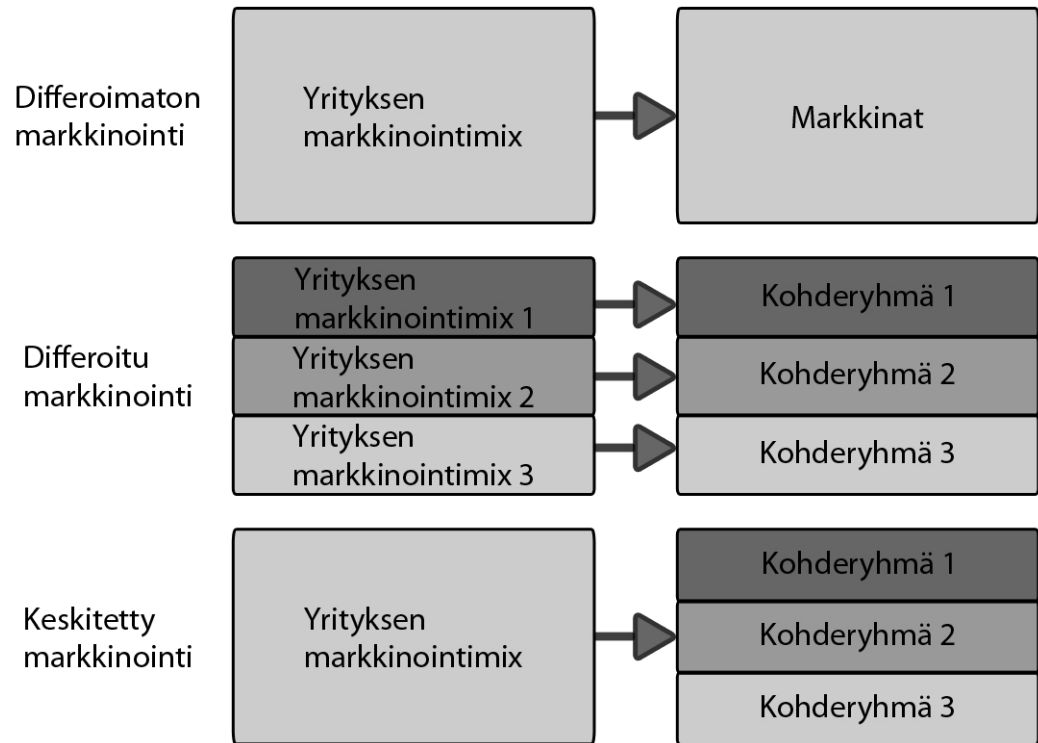 Differoimaton
markkinointi
Yrityksen
markkinointimix
Markkinat
Differoitu
markkinointi
Yrityksen
markkinointimix 1
Kohderyhmä 1
Yrityksen
markkinointimix 2
Kohderyhmä 2
Yrityksen
markkinointimix 3
Kohderyhmä 3
Keskitetty
markkinointi
Yrityksen
markkinointimix
Kohderyhmä 1
Kohderyhmä 2
Kohderyhmä 3